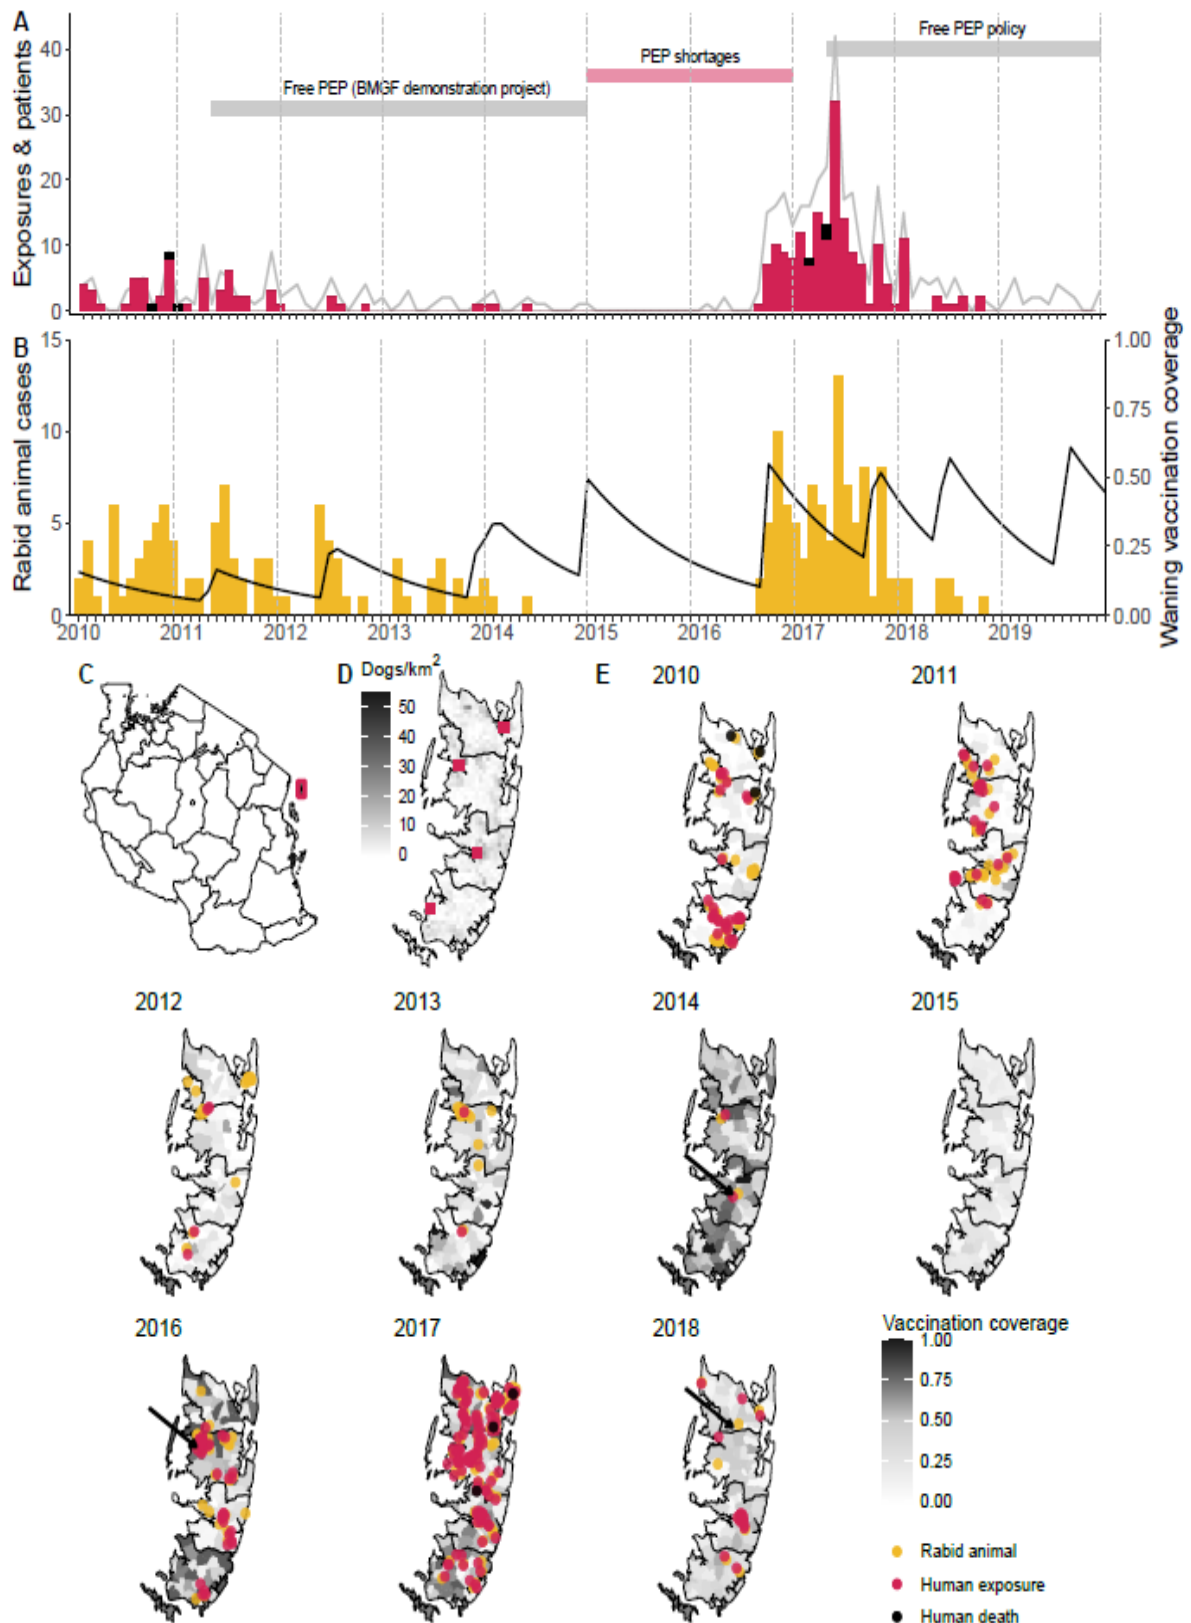 A
Exposures & patients
40
30
20
10
0
Free PEP policy
PEP shortages
Free PEP (BMGF demonstration project)
B
Rabid animal cases
15
10
5
0
1.00
0.75
0.50
0.25
0.00
Waning vaccination coverage
2010 2011 2012 2013 2014 2015 2016 2017 2018 2019
C
D Dogs/km2
50
40
30
20
10
0
E 2010 2011
2012 2013 2014 2015
2016 2017 2018
Vaccination coverage
1.00
0.75
0.50
0.25
0.00
Rabid animal
Human exposure
Human death